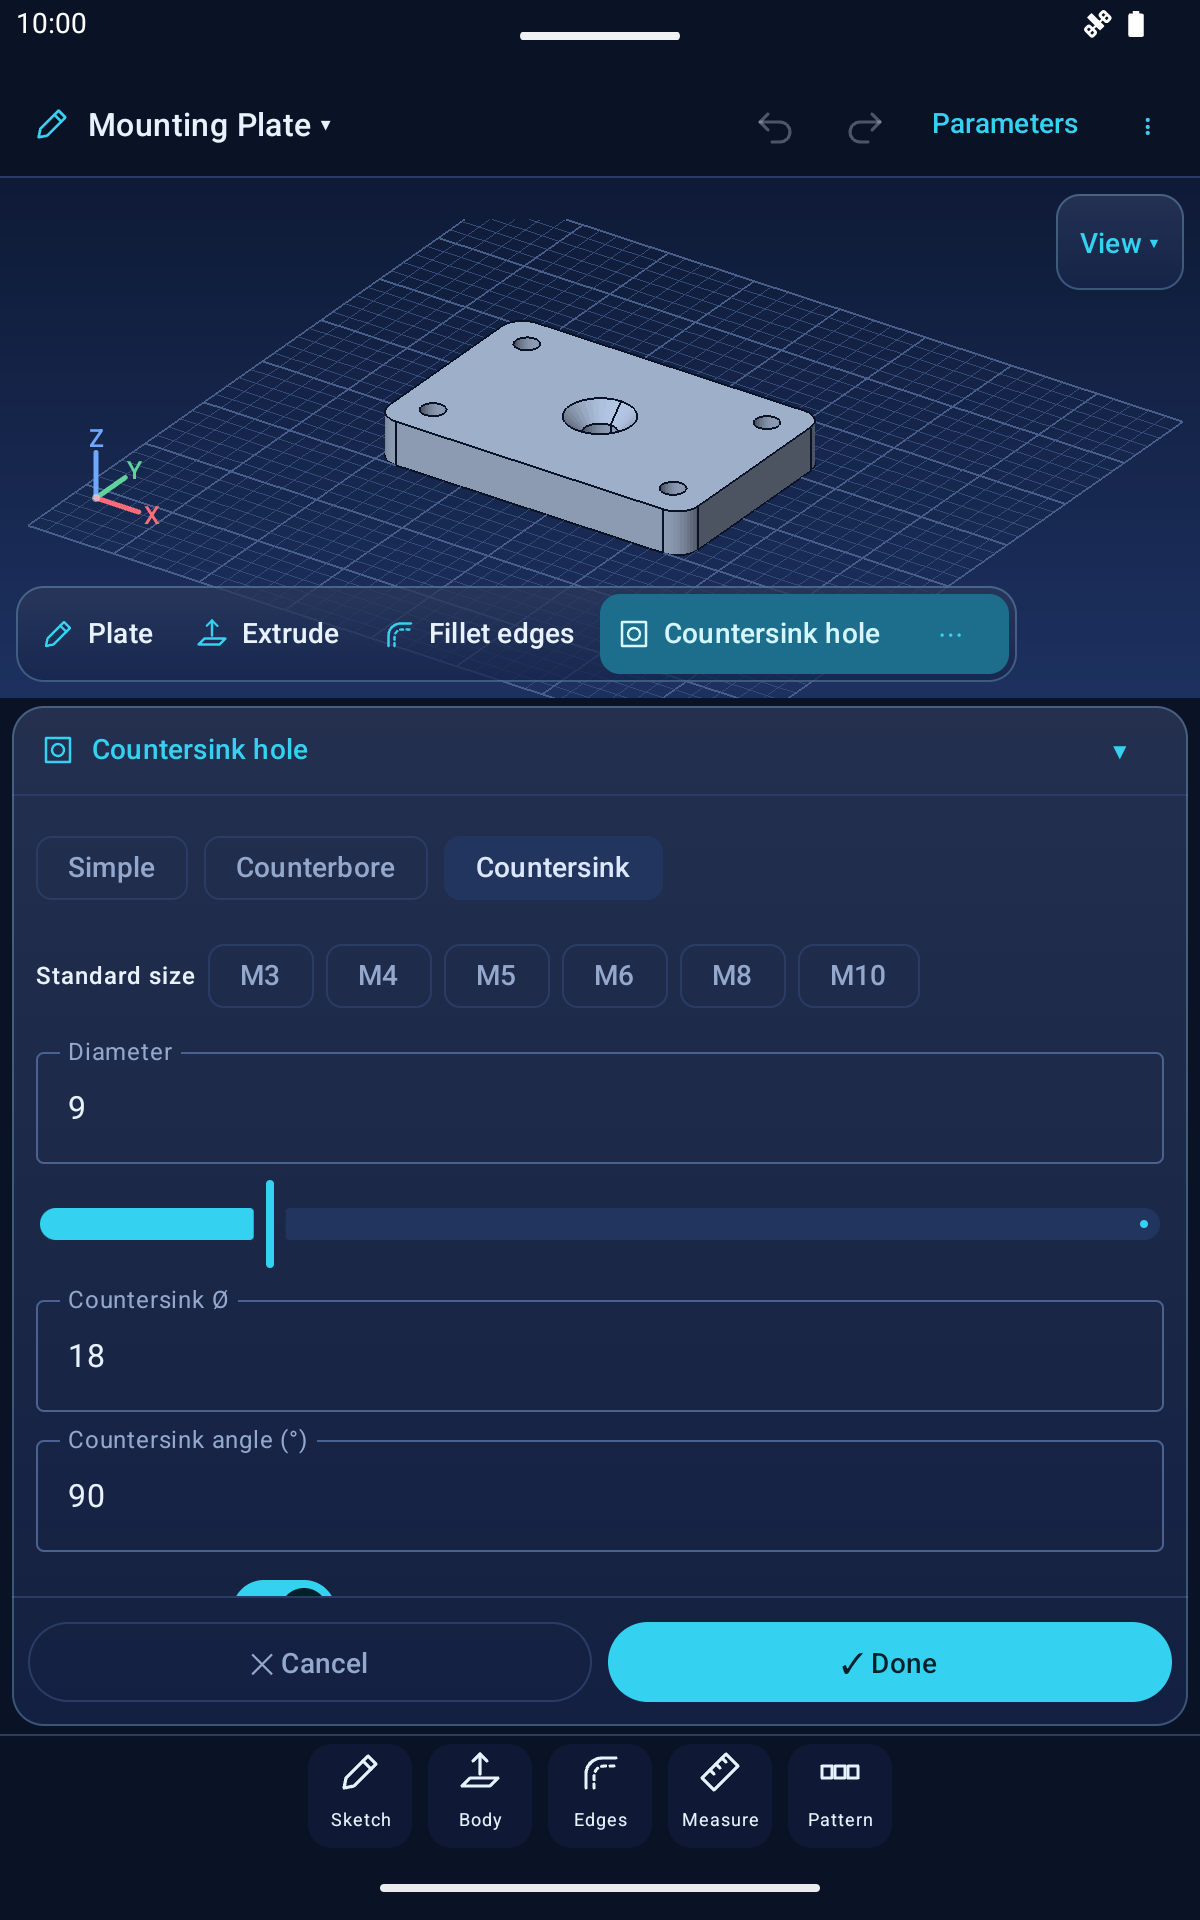 10:00
Mounting Plate ▾
Parameters
View ▾
Z
Y
X
Plate
Extrude
Fillet edges
Countersink hole
...
Countersink hole
Simple
Counterbore
Countersink
Standard size
M3
M4
M5
M6
M8
M10
Diameter
9
Countersink Ø
18
Countersink angle (°)
90
Cancel
✓ Done
Sketch
Body
Edges
Measure
Pattern